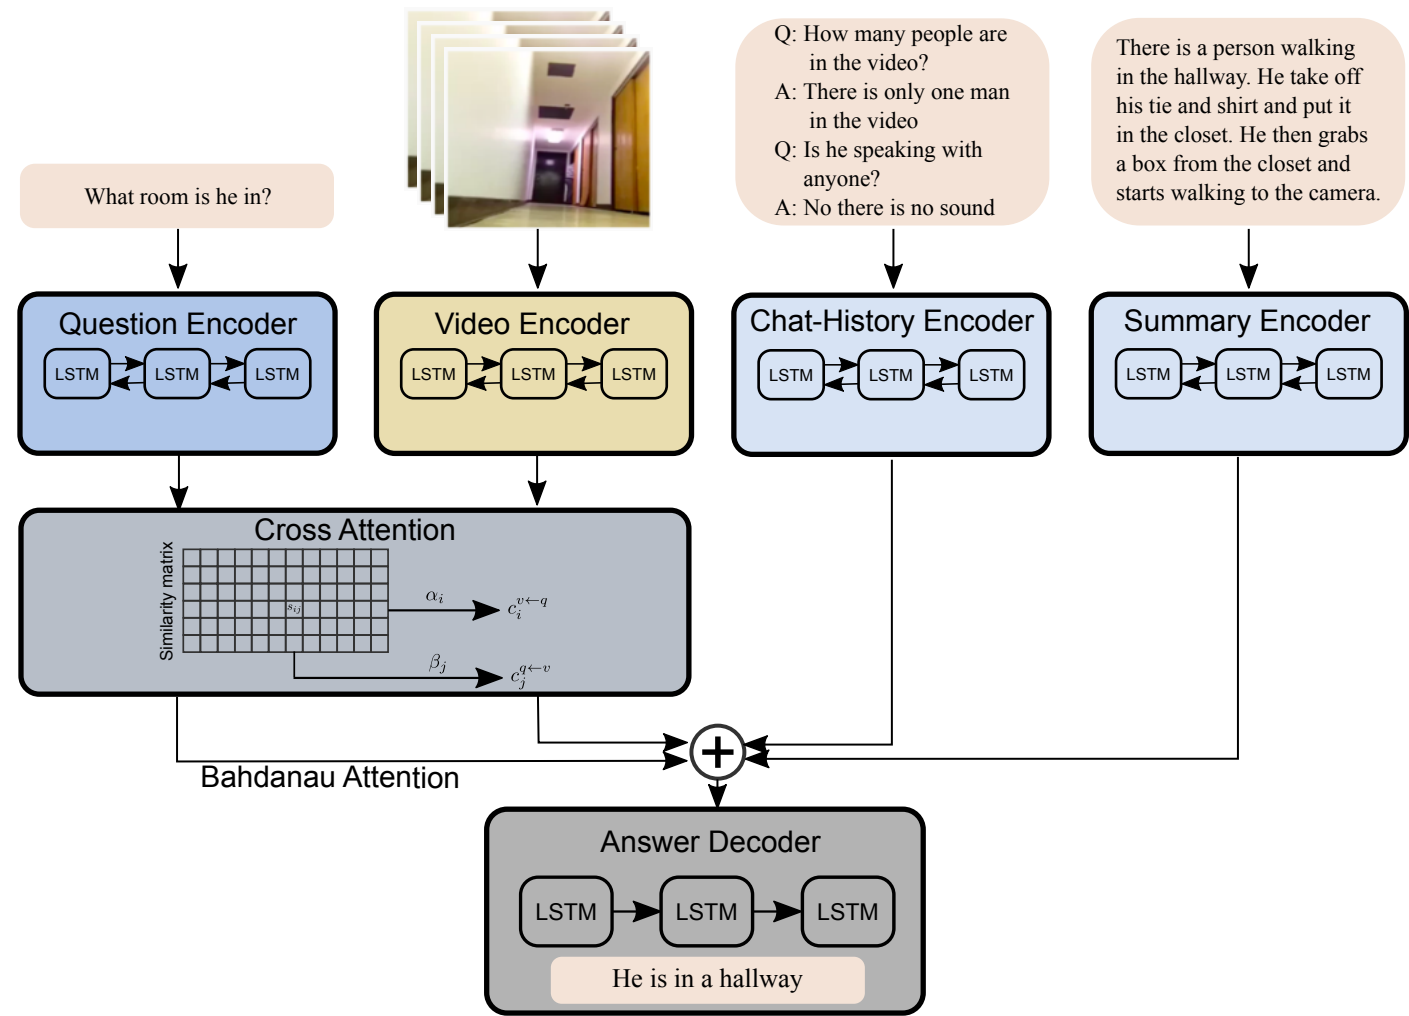 What room is he in?
Q: How many people are
in the video?
A: There is only one man
in the video
Q: Is he speaking with
anyone?
A: No there is no sound
There is a person walking
in the hallway. He take off
his tie and shirt and put it
in the closet. He then grabs
a box from the closet and
starts walking to the camera.
Question Encoder
LSTM LSTM LSTM
Video Encoder
LSTM LSTM LSTM
Chat-History Encoder
LSTM LSTM LSTM
Summary Encoder
LSTM LSTM LSTM
Cross Attention
Similarity matrix
s_{ij}
α_i
c_i^{v←q}
β_j
c_j^{q←v}
+
Bahdanau Attention
Answer Decoder
LSTM LSTM LSTM
He is in a hallway